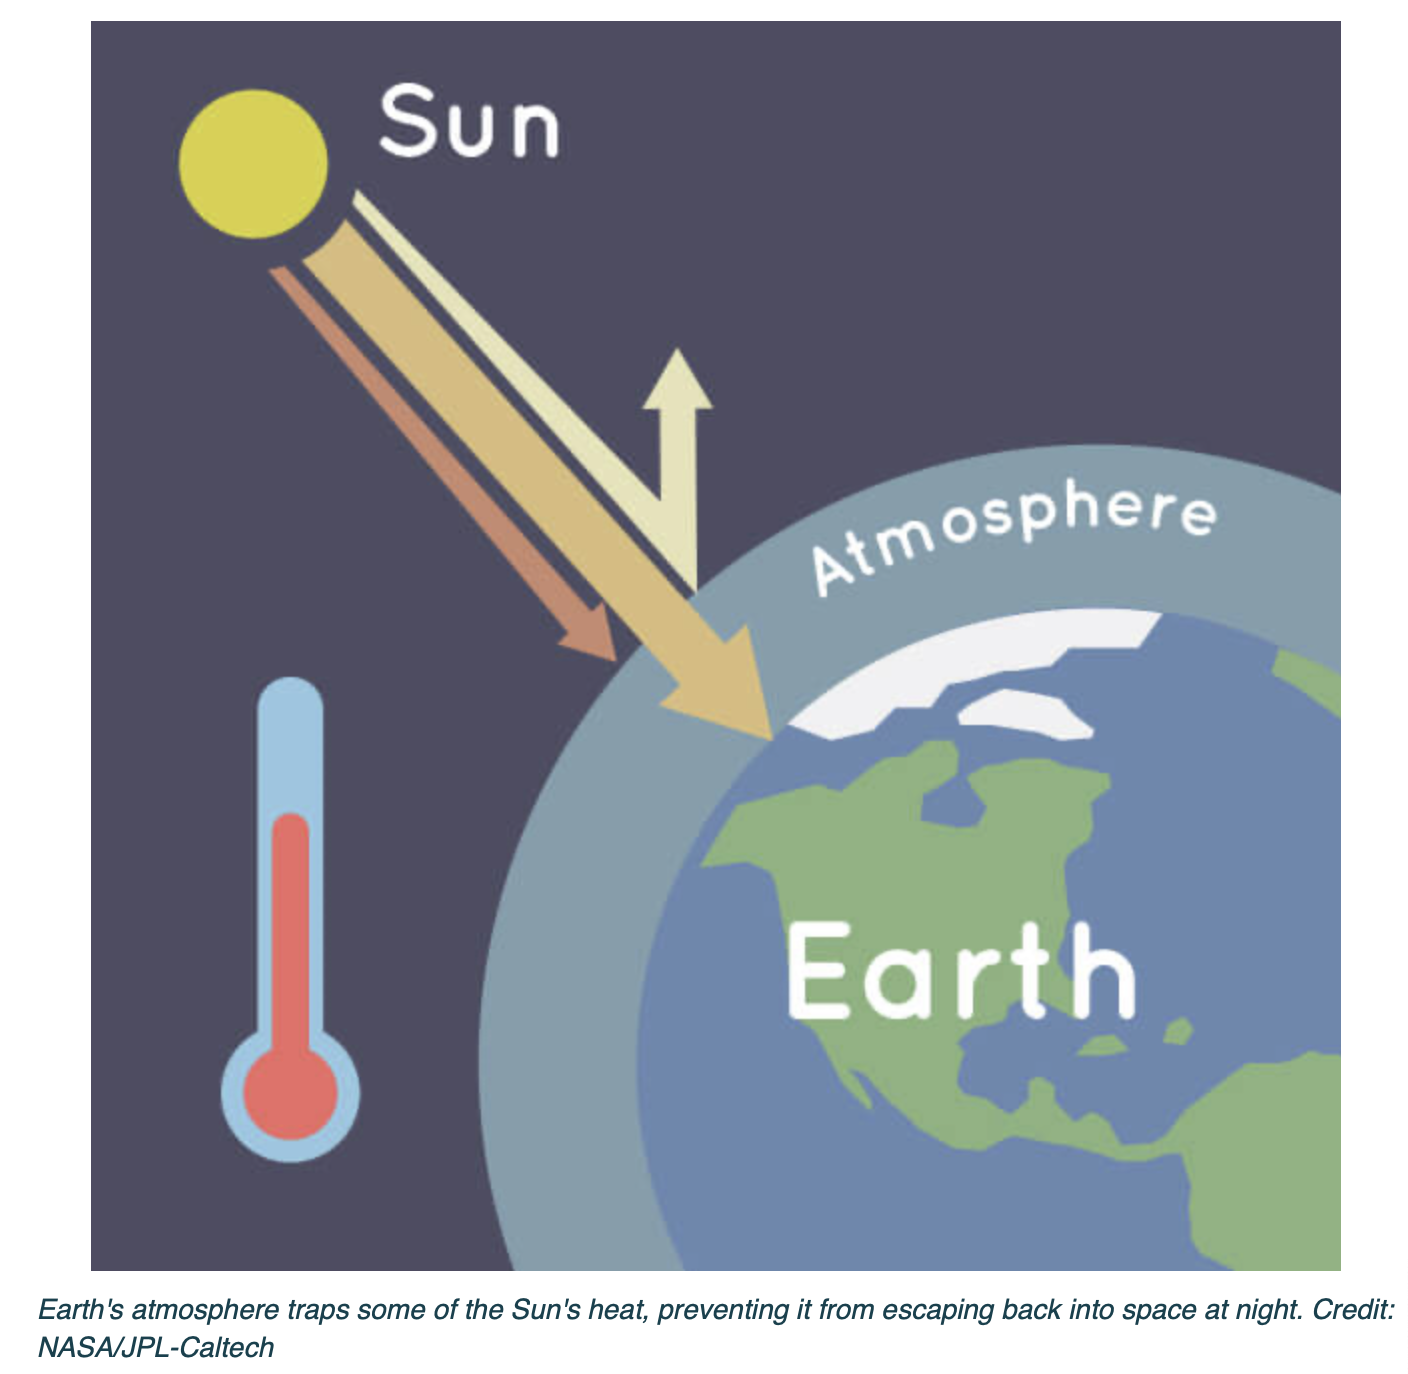 Sun
Atmosphere
Earth
Earth's atmosphere traps some of the Sun's heat, preventing it from escaping back into space at night. Credit:
NASA/JPL-Caltech